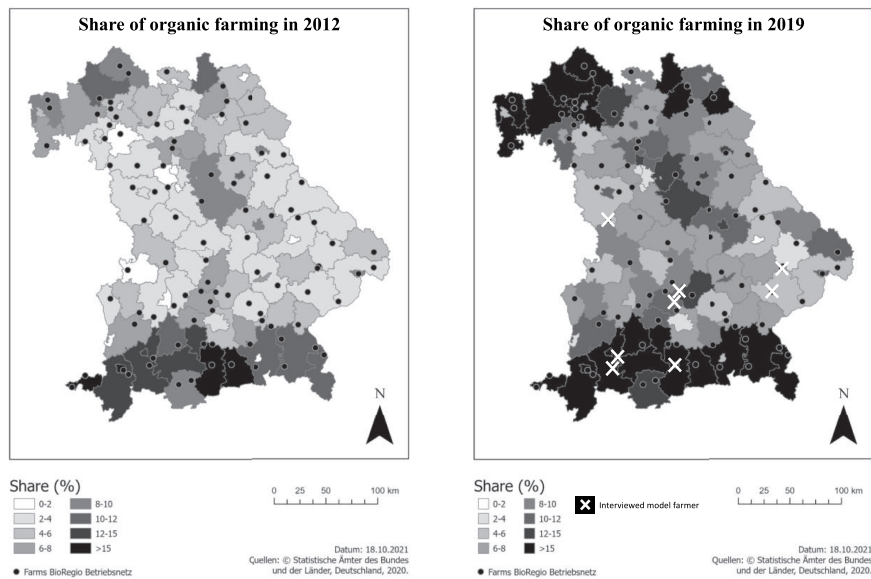 Share of organic farming in 2012
N
Share (%)
0-2
2-4
4-6
6-8
8-10
10-12
12-15
>15
0 25 50 100 km
Datum: 18.10.2021
Quellen: © Statistische Ämter des Bundes
und der Länder, Deutschland, 2020.
Farms BioRegio Betriebsnetz
Share of organic farming in 2019
N
Share (%)
0-2
2-4
4-6
6-8
8-10
10-12
12-15
>15
Interviewed model farmer
0 25 50 100 km
Datum: 18.10.2021
Quellen: © Statistische Ämter des Bundes
und der Länder, Deutschland, 2020.
Farms BioRegio Betriebsnetz